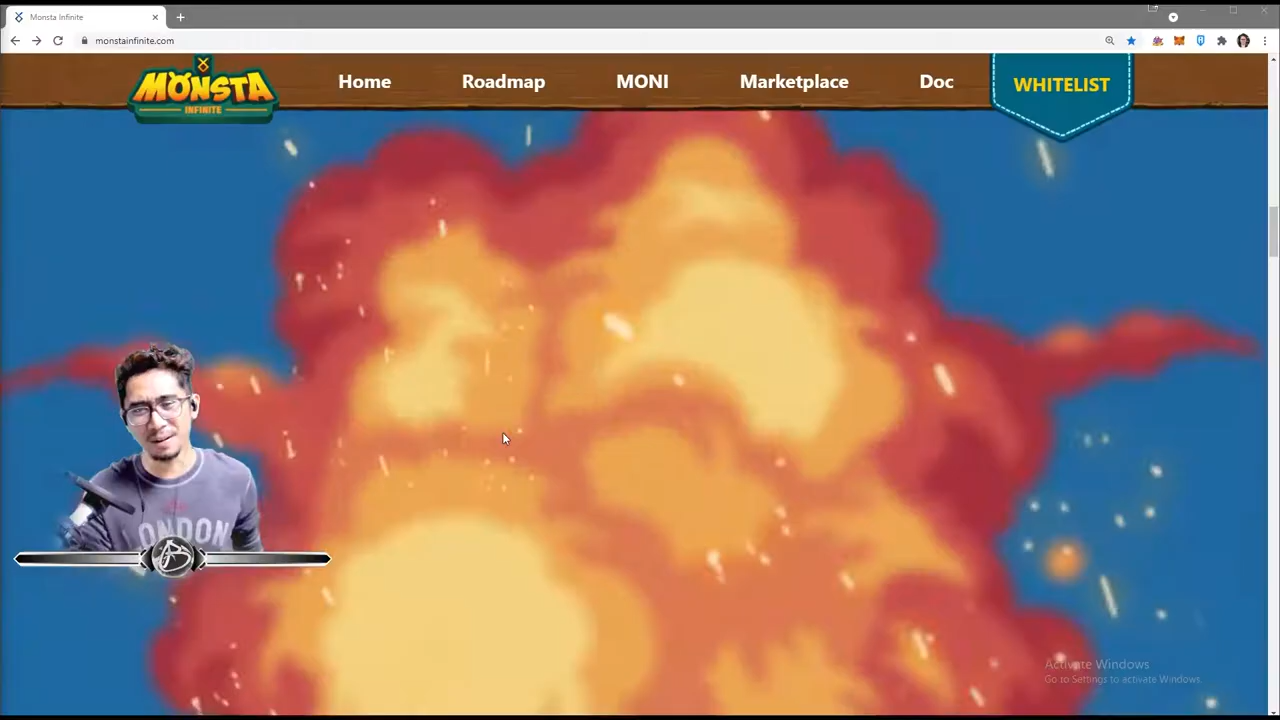 Monsta Infinite
monstainfinite.com
MONSTA
INFINITE
Home
Roadmap
MONI
Marketplace
Doc
WHITELIST
LONDON
Activate Windows
Go to Settings to activate Windows.